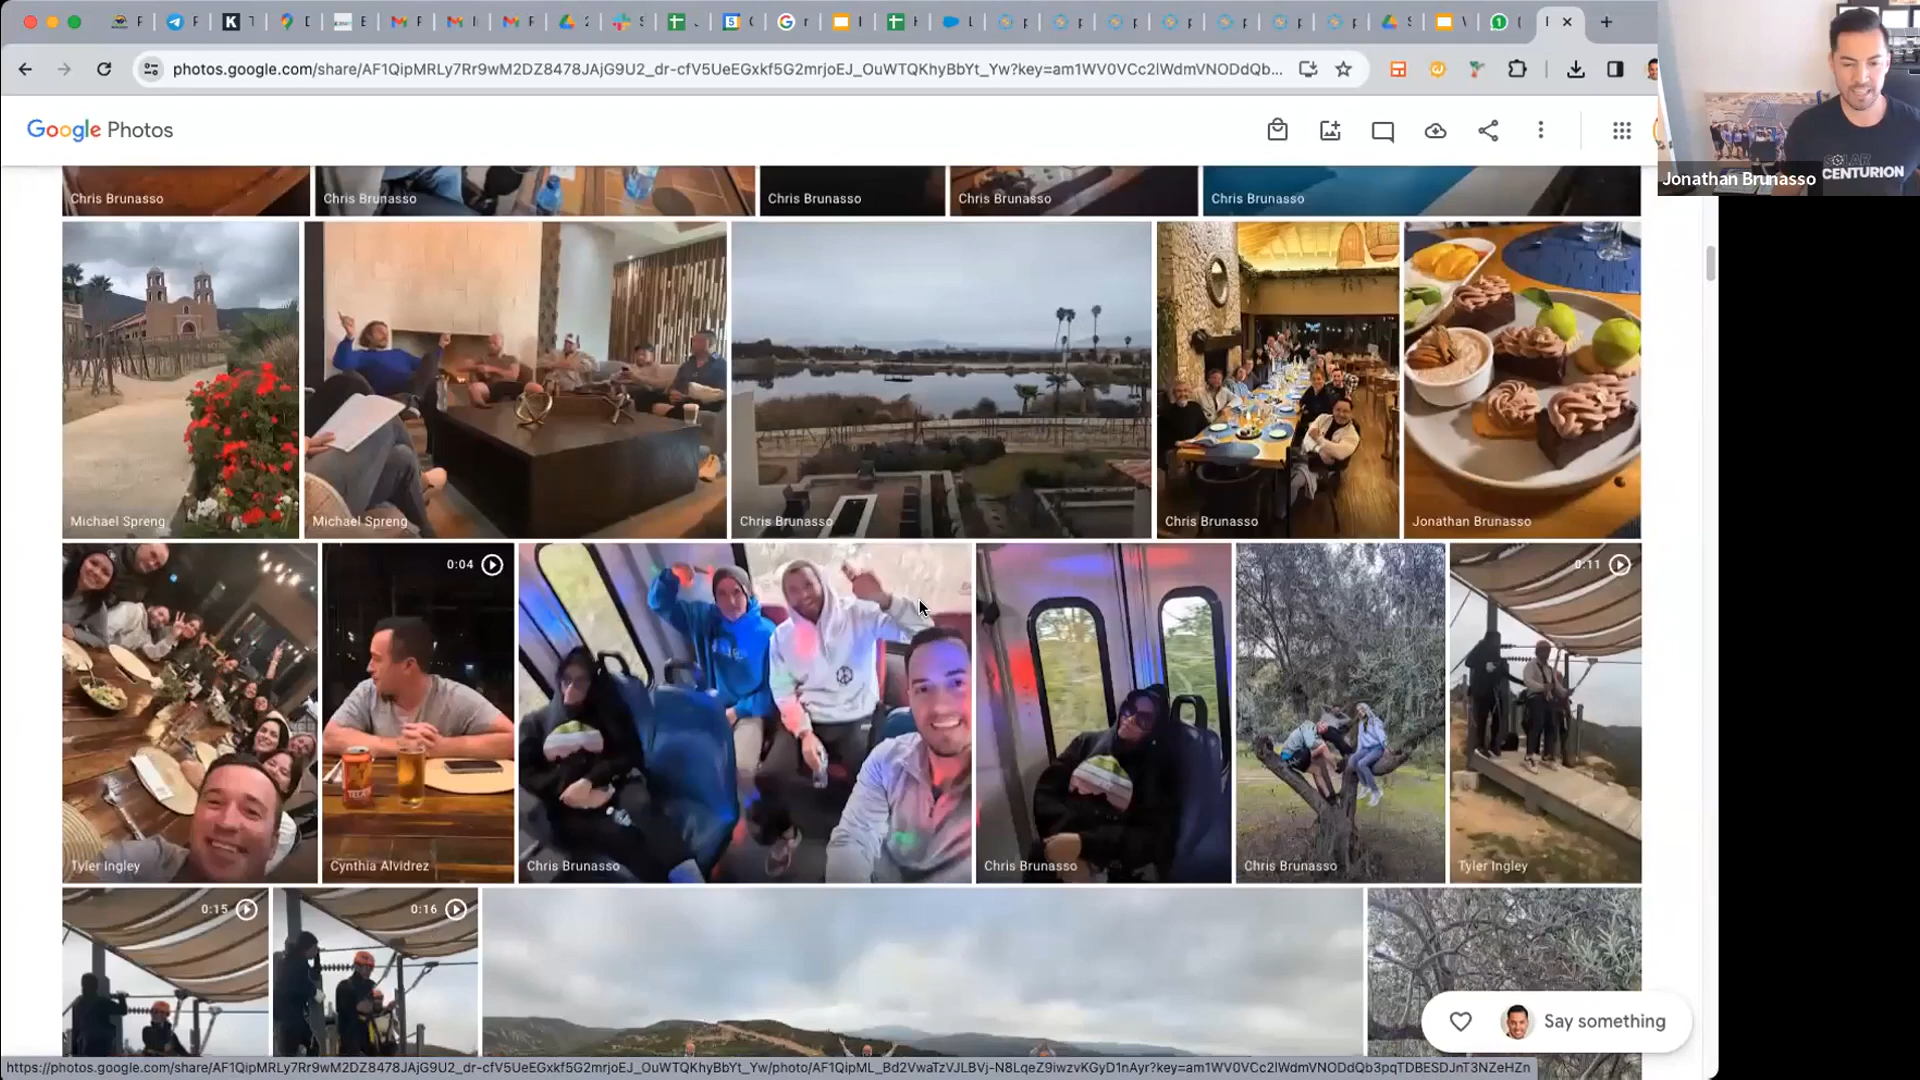 photos.google.com/share/AF1QipMRLy7Rr9wM2DZ8478JAjG9U2_dr-cfV5UeEGxkf5G2mrjoEJ_OuWTQKhyBbYt_Yw?key=am1WV0VCc2lWdmVNODdQb...
Google Photos
SOLAR
CENTURION
Jonathan Brunasso
Chris Brunasso
Chris Brunasso
Chris Brunasso
Chris Brunasso
Chris Brunasso
Michael Spreng
Michael Spreng
Chris Brunasso
Chris Brunasso
Jonathan Brunasso
0:04
0:11
TECATE
Tyler Ingley
Cynthia Alvidrez
Chris Brunasso
Chris Brunasso
Chris Brunasso
Tyler Ingley
0:15
0:16
Say something
https://photos.google.com/share/AF1QipMRLy7Rr9wM2DZ8478JAjG9U2_dr-cfV5UeEGxkf5G2mrjoEJ_OuWTQKhyBbYt_Yw/photo/AF1QipML_Bd2VwaTzVJLBVj-N8LqeZ9iwzvKGyD1nAyr?key=am1WV0VCc2lWdmVNODdQb3pqTDBESDJnT3NZeHZn